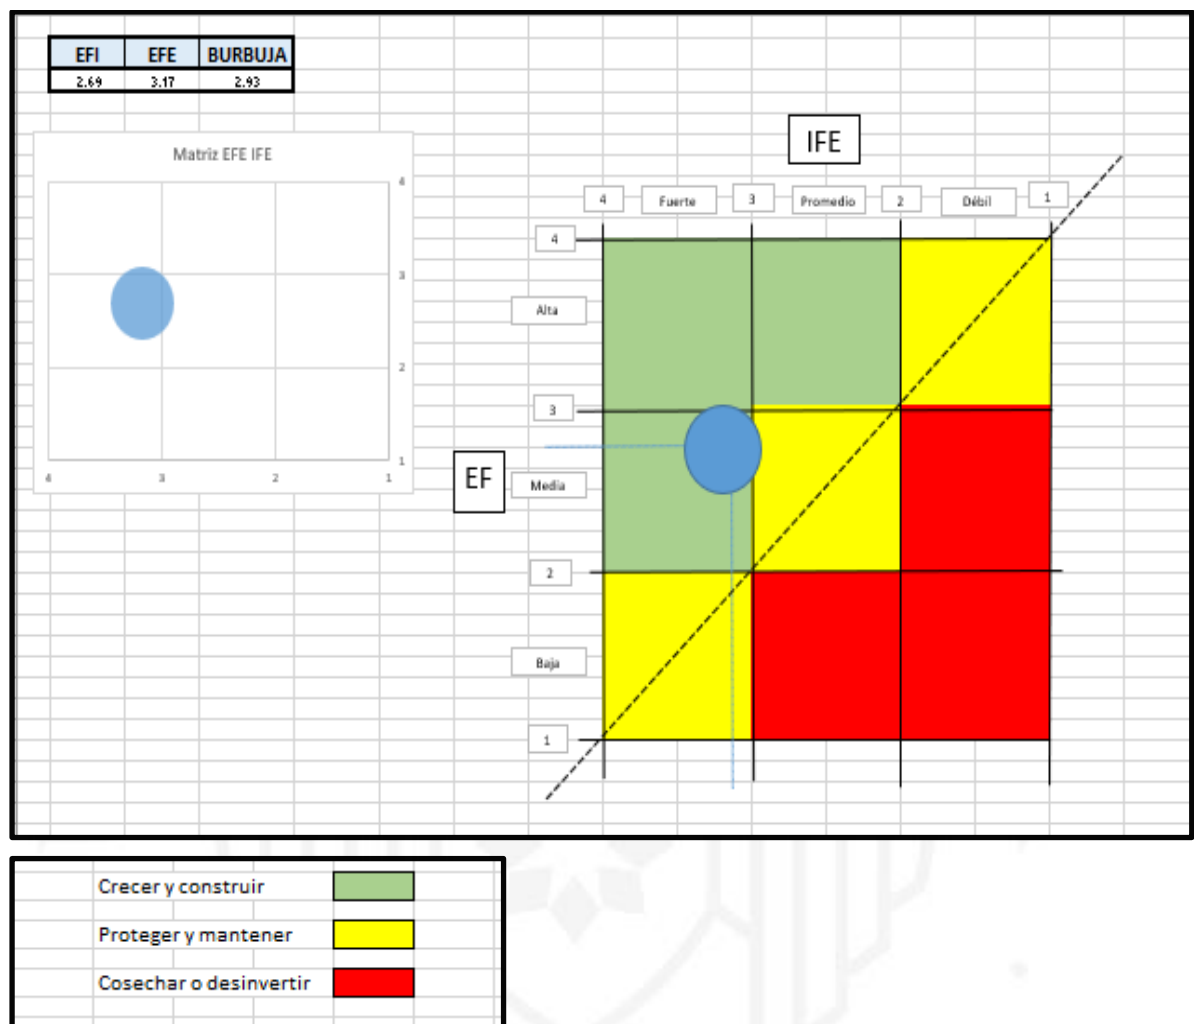 EFI EFE BURBUJA
2.69 3.17 2.93
Matriz EFE IFE
4
3
2
1
4 3 2 1
IFE
4 Fuerte 3 Promedio 2 Débil 1
4
Alta
3
EF
Media
2
Baja
1
Crecer y construir
Proteger y mantener
Cosechar o desinvertir